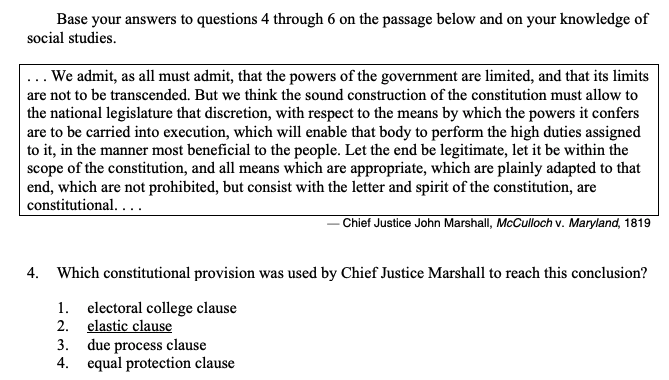 Base your answers to questions 4 through 6 on the passage below and on your knowledge of
social studies.
. . . We admit, as all must admit, that the powers of the government are limited, and that its limits
are not to be transcended. But we think the sound construction of the constitution must allow to
the national legislature that discretion, with respect to the means by which the powers it confers
are to be carried into execution, which will enable that body to perform the high duties assigned
to it, in the manner most beneficial to the people. Let the end be legitimate, let it be within the
scope of the constitution, and all means which are appropriate, which are plainly adapted to that
end, which are not prohibited, but consist with the letter and spirit of the constitution, are
constitutional. . . .
— Chief Justice John Marshall, McCulloch v. Maryland, 1819
4. Which constitutional provision was used by Chief Justice Marshall to reach this conclusion?
1. electoral college clause
2. elastic clause
3. due process clause
4. equal protection clause